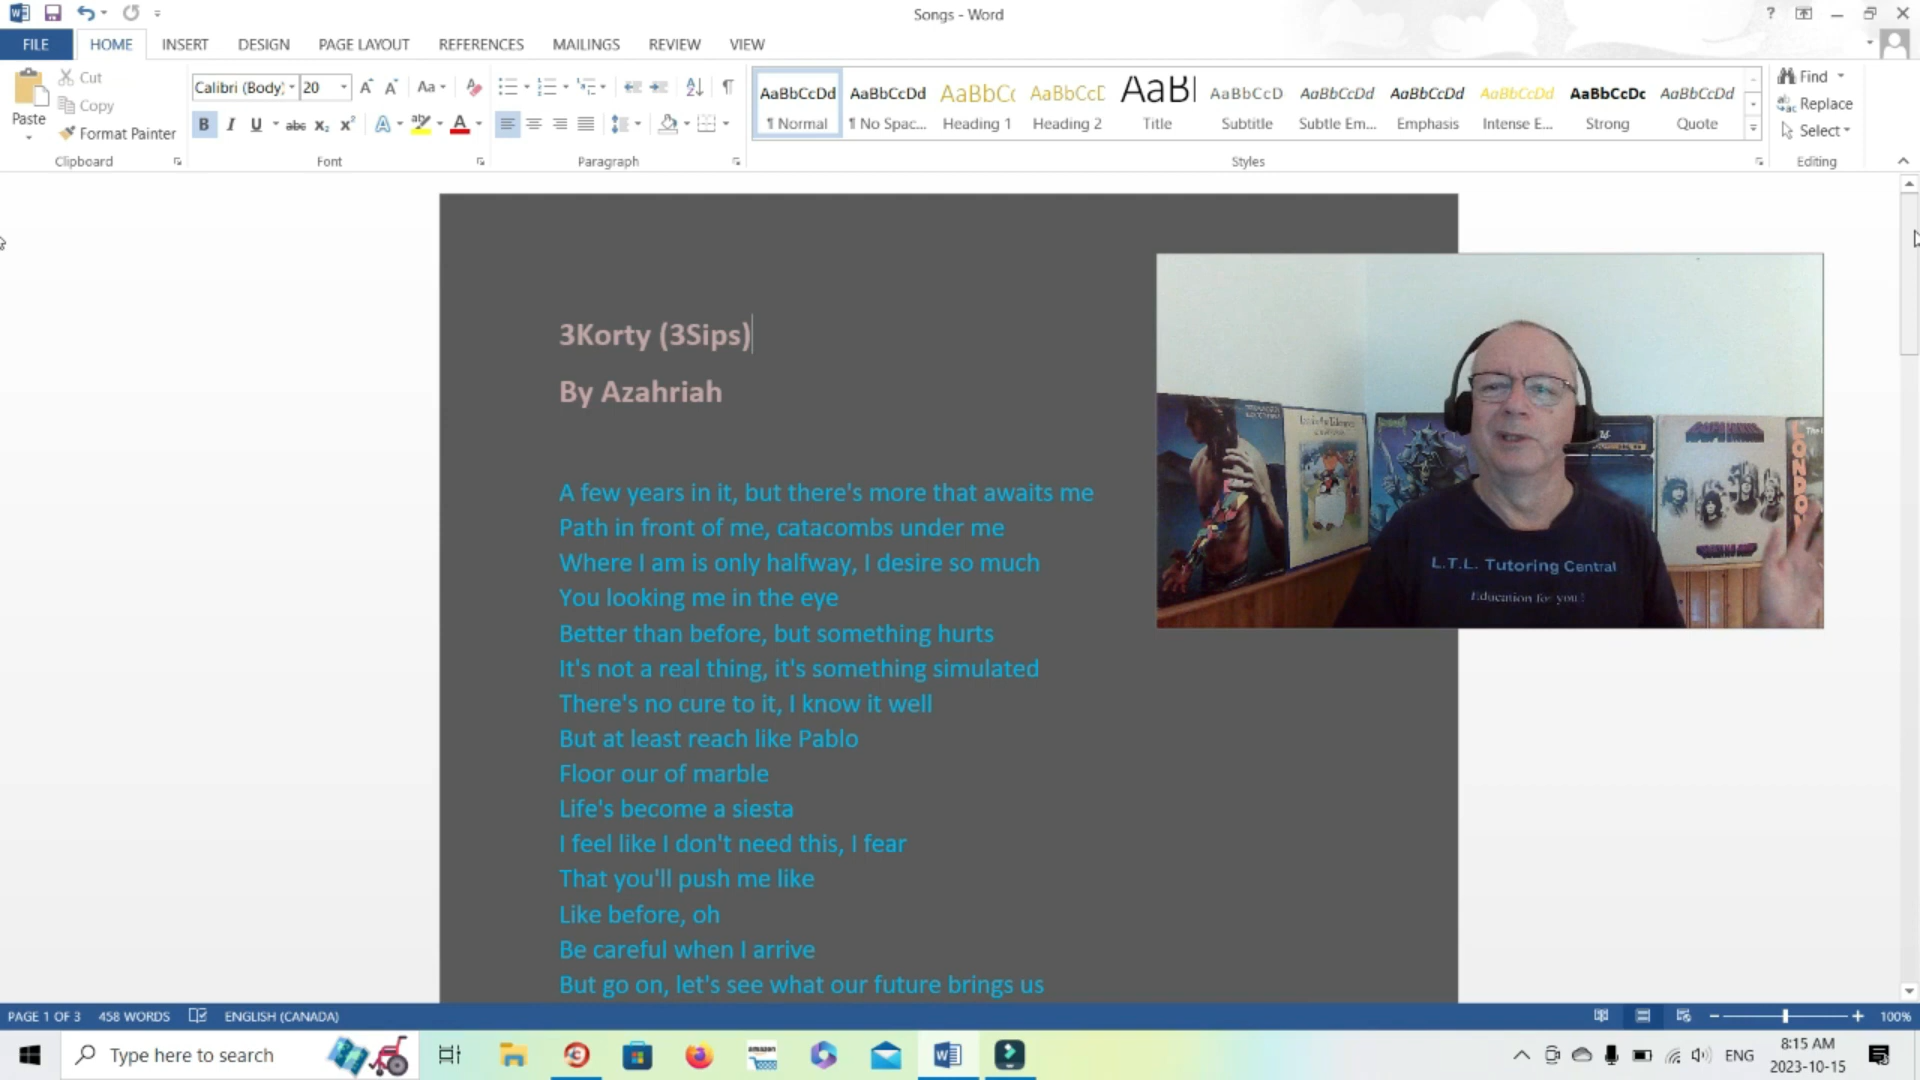 Songs - Word
FILE HOME INSERT DESIGN PAGE LAYOUT REFERENCES MAILINGS REVIEW VIEW
Paste
Cut
Copy
Format Painter
Clipboard
Calibri (Body) 20
Font
Paragraph
AaBbCcDd AaBbCcDd AaBbC AaBbCcD AaB AaBbCcD AaBbCcDd AaBbCcDd AaBbCcDd AaBbCcDc AaBbCcDd
¶ Normal ¶ No Spac... Heading 1 Heading 2 Title Subtitle Subtle Em... Emphasis Intense E... Strong Quote
Styles
Find
Replace
Select
Editing
3Korty (3Sips)
By Azahriah
A few years in it, but there's more that awaits me
Path in front of me, catacombs under me
Where I am is only halfway, I desire so much
You looking me in the eye
Better than before, but something hurts
It's not a real thing, it's something simulated
There's no cure to it, I know it well
But at least reach like Pablo
Floor our of marble
Life's become a siesta
I feel like I don't need this, I fear
That you'll push me like
Like before, oh
Be careful when I arrive
But go on, let's see what our future brings us
L.T.L. Tutoring Central
Education for you!
PAGE 1 OF 3 458 WORDS ENGLISH (CANADA) 100%
Type here to search
amazon
ENG
8:15 AM
2023-10-15